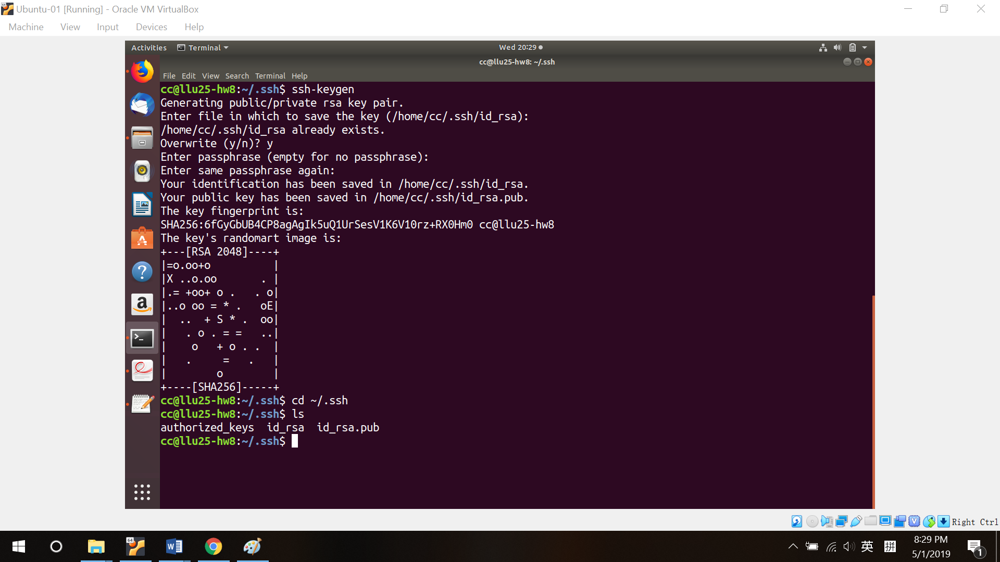 Ubuntu-01 [Running] - Oracle VM VirtualBox
Machine View Input Devices Help
Activities Terminal Wed 20:29
cc@llu25-hw8: ~/.ssh
File Edit View Search Terminal Help
cc@llu25-hw8:~/.ssh$ ssh-keygen
Generating public/private rsa key pair.
Enter file in which to save the key (/home/cc/.ssh/id_rsa):
/home/cc/.ssh/id_rsa already exists.
Overwrite (y/n)? y
Enter passphrase (empty for no passphrase):
Enter same passphrase again:
Your identification has been saved in /home/cc/.ssh/id_rsa.
Your public key has been saved in /home/cc/.ssh/id_rsa.pub.
The key fingerprint is:
SHA256:6fGyGbUB4CP8agAgIk5uQ1UrSesV1K6V10rz+RX0Hm0 cc@llu25-hw8
The key's randomart image is:
+---[RSA 2048]----+
|=o.oo+o          |
|X ..o.oo       . |
|.= +oo+ o .   . o|
|..o oo = * .   oE|
|  ..  + S * .  oo|
|   . o . = =   ..|
|    o   + o . .  |
|   .     =   .   |
|        o        |
+----[SHA256]-----+
cc@llu25-hw8:~/.ssh$ cd ~/.ssh
cc@llu25-hw8:~/.ssh$ ls
authorized_keys  id_rsa  id_rsa.pub
cc@llu25-hw8:~/.ssh$
Right Ctrl
英 拼 8:29 PM
5/1/2019
1